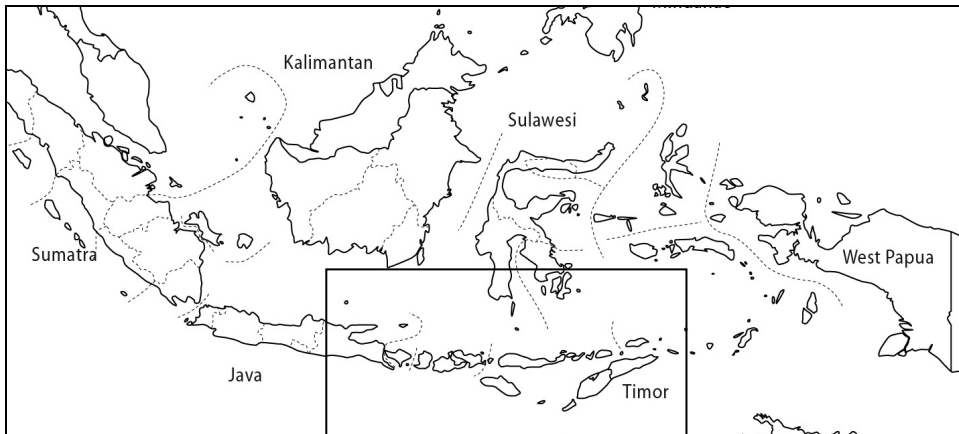 Kalimantan
Sulawesi
Sumatra
West Papua
Java
Timor